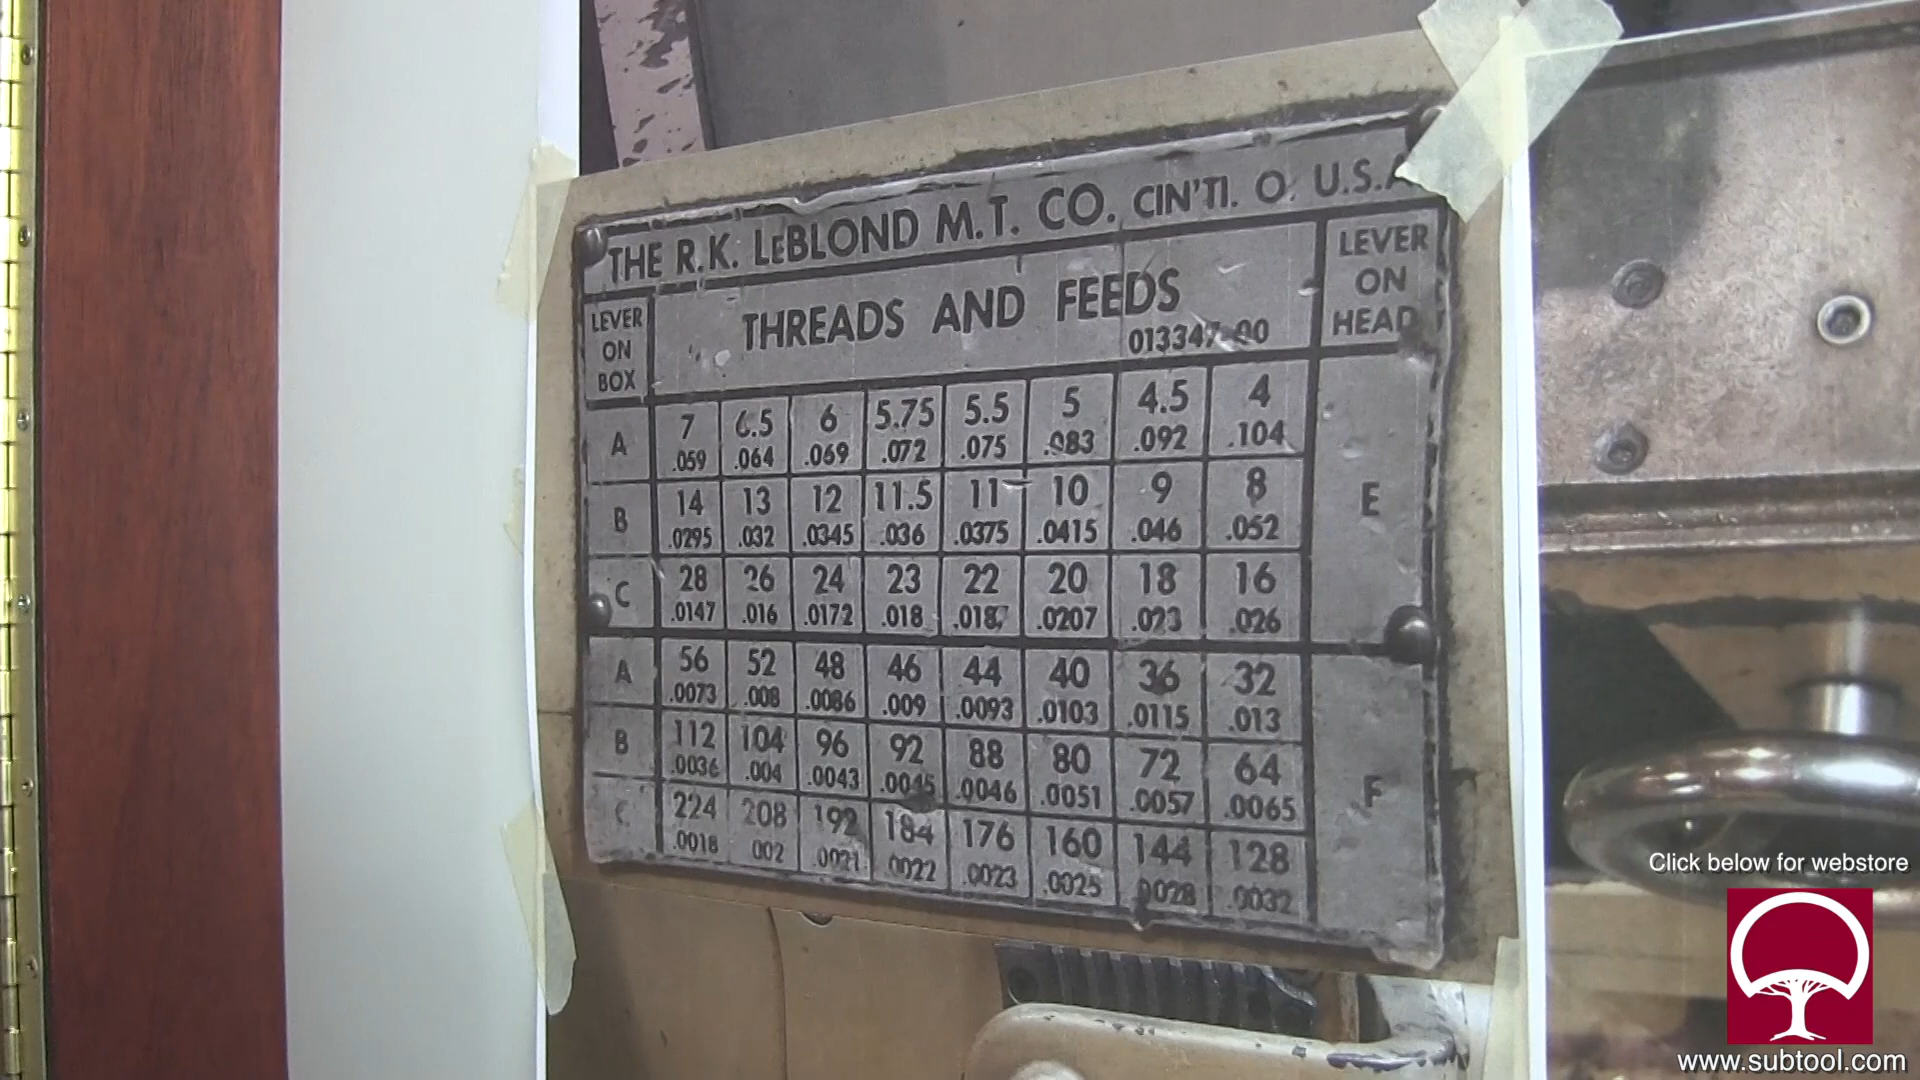 THE R.K. LEBLOND M.T. CO. CIN'TI. O. U.S.A.
LEVER ON BOX
THREADS AND FEEDS
013347-00
LEVER ON HEAD
A 7 6.5 6 5.75 5.5 5 4.5 4
.059 .064 .069 .072 .075 .083 .092 .104
B 14 13 12 11.5 11 10 9 8
.0295 .032 .0345 .036 .0375 .0415 .046 .052
E
C 28 26 24 23 22 20 18 16
.0147 .016 .0172 .018 .0207 .023 .026
A 56 52 48 46 44 40 36 32
.0073 .008 .0086 .009 .0093 .0103 .0115 .013
B 112 104 96 92 88 80 72 64
.0036 .004 .0043 .0045 .0046 .0051 .0057 .0065
F
C 224 208 192 184 176 160 144 128
.0018 002 .0021 .0022 .0023 .0025 .0028 .0032
Click below for webstore
www.subtool.com